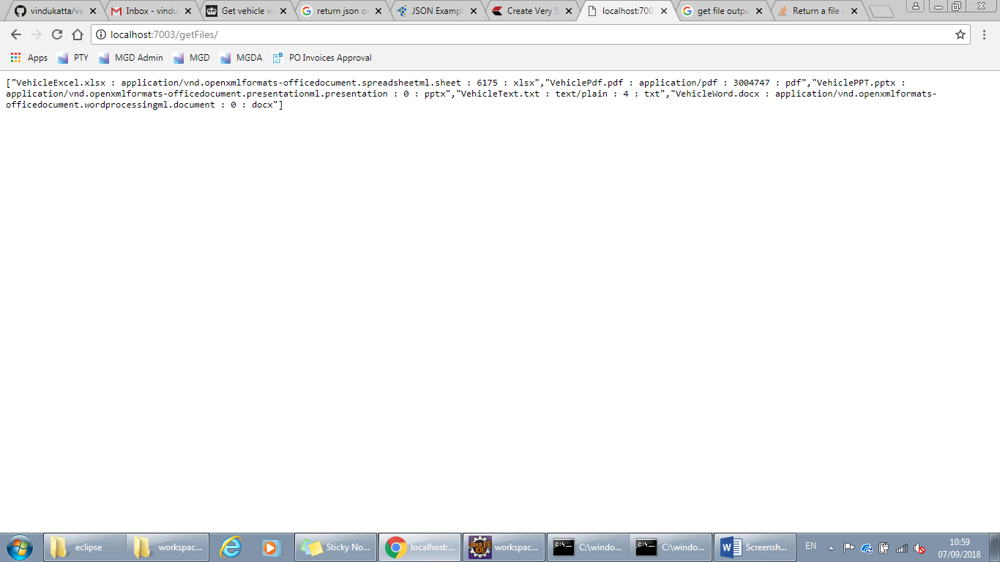 vindukatta/ve
Inbox - vindu
Get vehicle in
return json o
JSON Exampl
Create Very S
localhost:700
get file outpu
Return a file u
localhost:7003/getFiles/
Apps
PTY
MGD Admin
MGD
MGDA
PO Invoices Approval
["VehicleExcel.xlsx : application/vnd.openxmlformats-officedocument.spreadsheetml.sheet : 6175 : xlsx","VehiclePdf.pdf : application/pdf : 3004747 : pdf","VehiclePPT.pptx :
application/vnd.openxmlformats-officedocument.presentationml.presentation : 0 : pptx","VehicleText.txt : text/plain : 4 : txt","VehicleWord.docx : application/vnd.openxmlformats-
officedocument.wordprocessingml.document : 0 : docx"]
eclipse
workspac...
Sticky No...
localhost:...
Java EE
IDE
workspac...
C:\windo...
C:\windo...
Screensh...
EN
10:59
07/09/2018